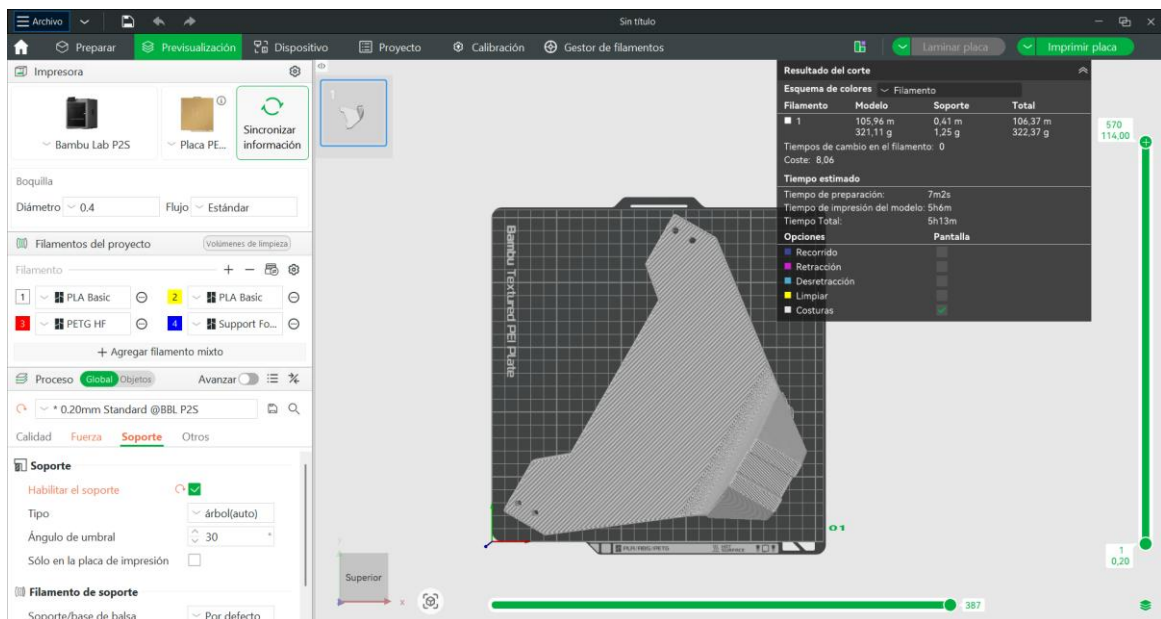 Archivo
Sin título
Preparar
Previsualización
Dispositivo
Proyecto
Calibración
Gestor de filamentos
Laminar placa
Imprimir placa
Impresora
Bambu Lab P2S
Placa PE...
Sincronizar
información
Boquilla
Diámetro 0.4 Flujo Estándar
Filamentos del proyecto Volúmenes de limpieza
Filamento
1 PLA Basic 2 PLA Basic
3 PETG HF 4 Support Fo...
+ Agregar filamento mixto
Proceso Global Objetos Avanzar
* 0.20mm Standard @BBL P2S
Calidad Fuerza Soporte Otros
Soporte
Habilitar el soporte
Tipo árbol(auto)
Ángulo de umbral 30 °
Sólo en la placa de impresión
Filamento de soporte
Soporte/base de balsa Por defecto
1
Bambu Textured PEI Plate
01
Superior
x
387
Resultado del corte
Esquema de colores Filamento
Filamento Modelo Soporte Total
1 105,96 m 0,41 m 106,37 m
321,11 g 1,25 g 322,37 g
Tiempos de cambio en el filamento: 0
Coste: 8,06
Tiempo estimado
Tiempo de preparación: 7m2s
Tiempo de impresión del modelo: 5h6m
Tiempo Total: 5h13m
Opciones Pantalla
Recorrido
Retracción
Desretracción
Limpiar
Costuras
570
114,00
1
0,20